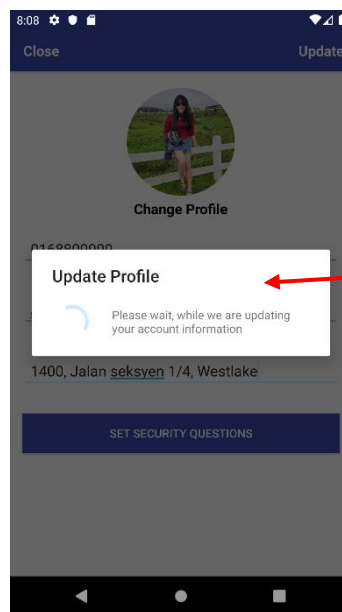 8:08
Close Update
Change Profile
0168809999
Update Profile
Please wait, while we are updating
your account information
1400, Jalan seksyen 1/4, Westlake
SET SECURITY QUESTIONS